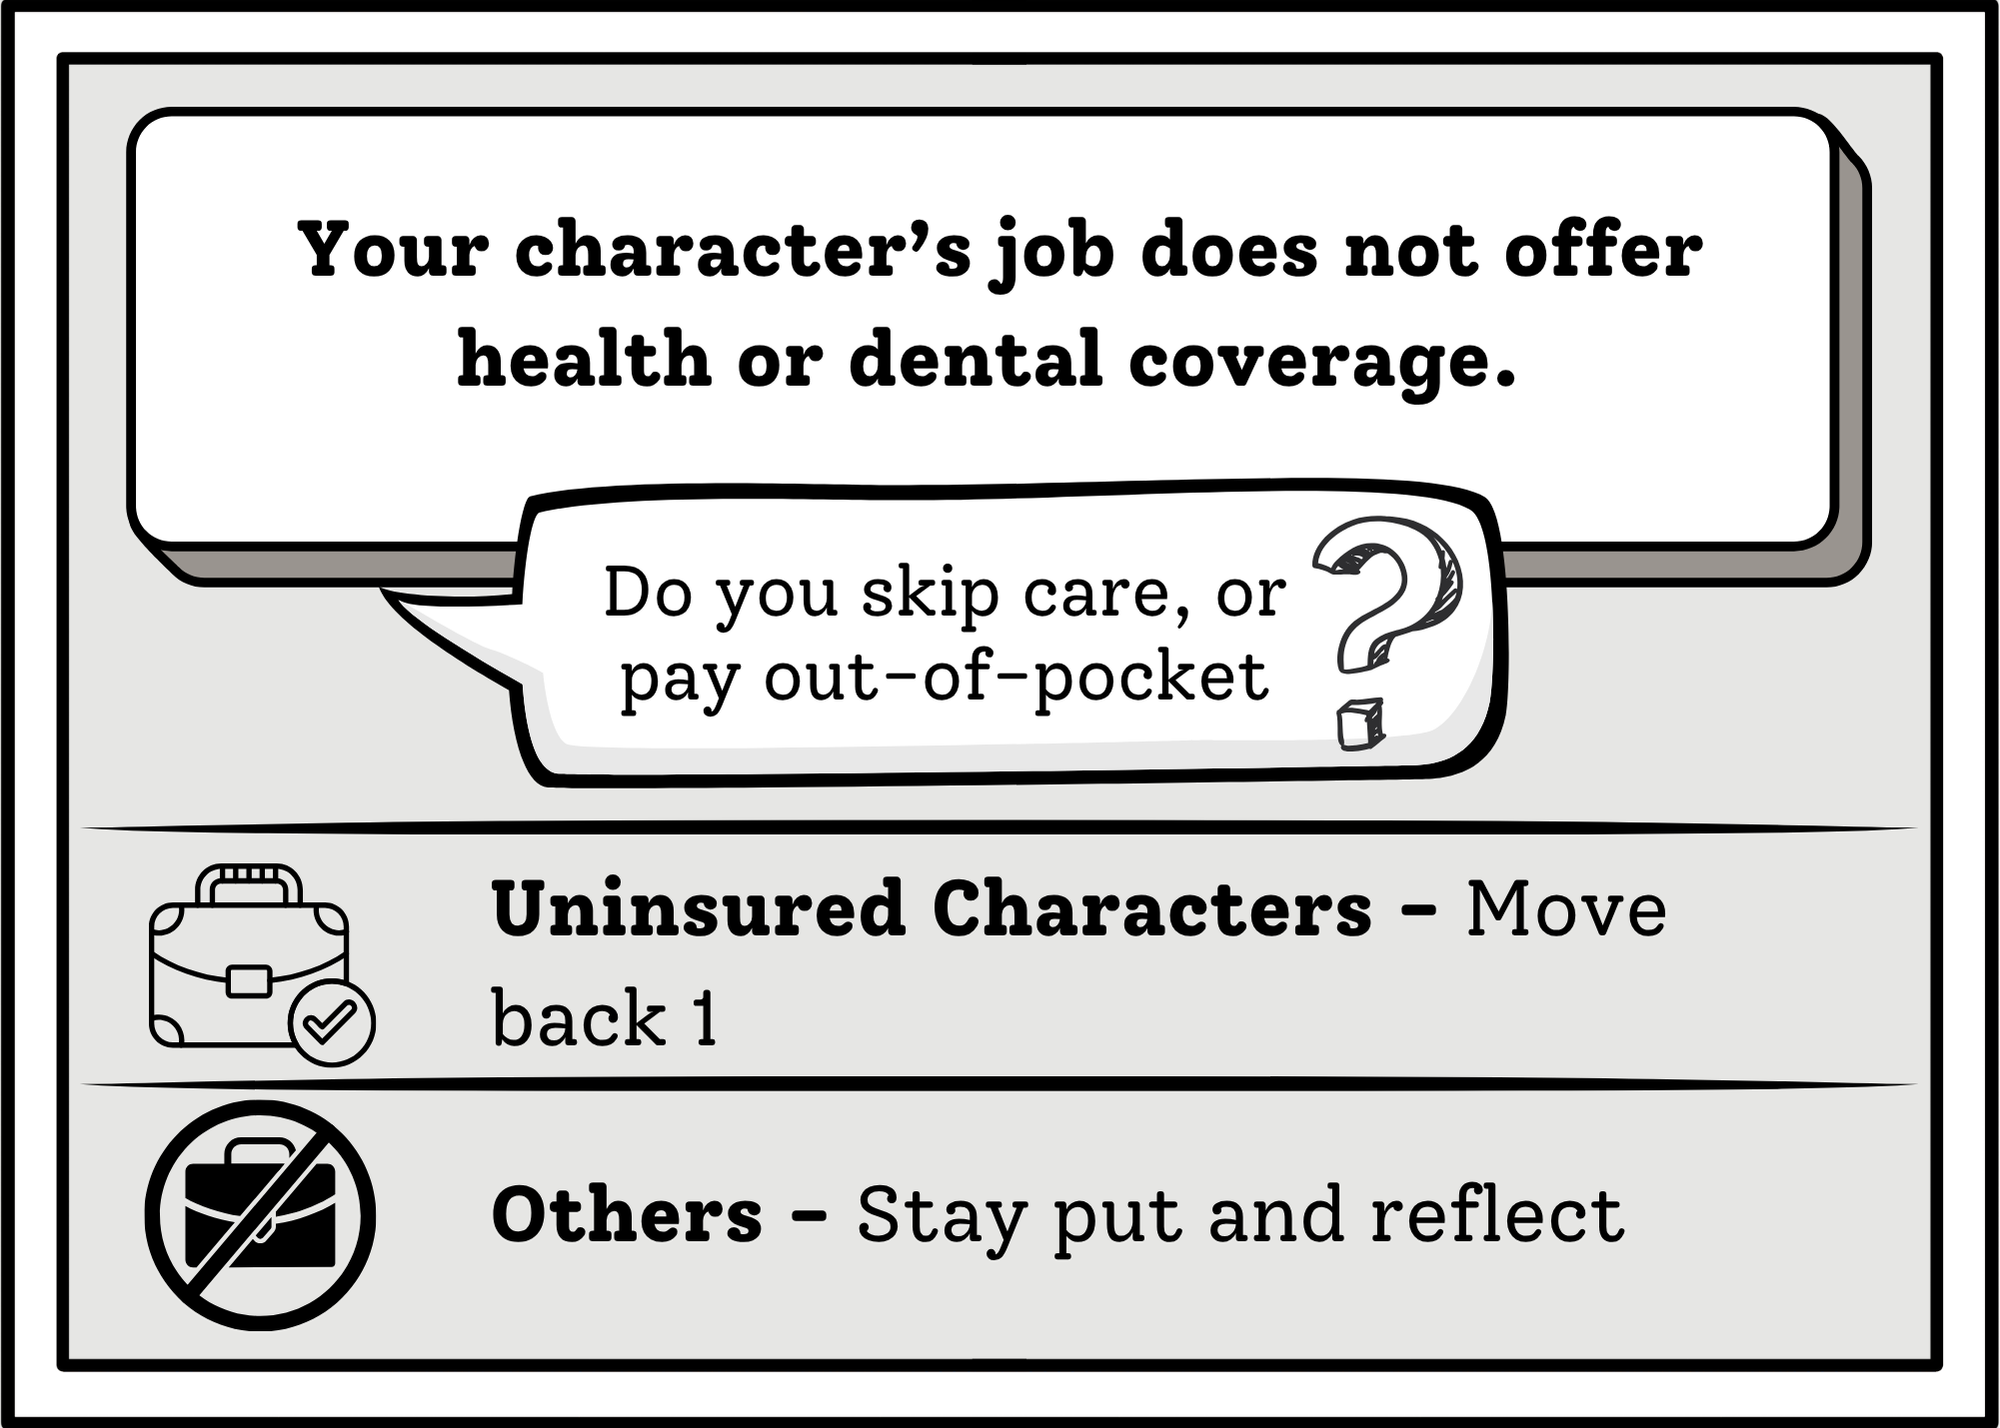 Your character’s job does not offer
health or dental coverage.
Do you skip care, or
pay out-of-pocket ?
Uninsured Characters - Move
back 1
Others - Stay put and reflect